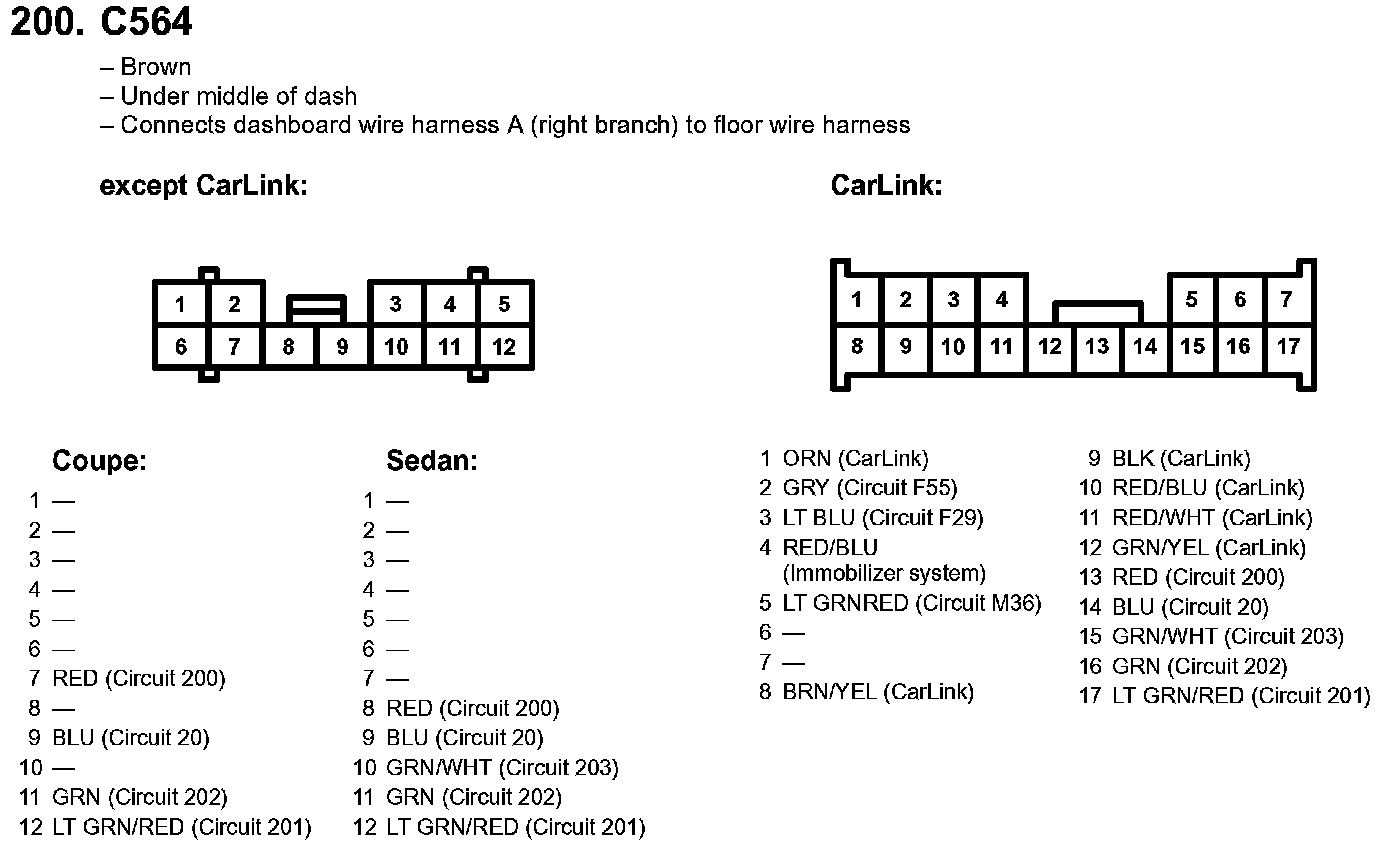 200. C564
– Brown
– Under middle of dash
– Connects dashboard wire harness A (right branch) to floor wire harness
except CarLink:
1 2 3 4 5
6 7 8 9 10 11 12
Coupe:
1 —
2 —
3 —
4 —
5 —
6 —
7 RED (Circuit 200)
8 —
9 BLU (Circuit 20)
10 —
11 GRN (Circuit 202)
12 LT GRN/RED (Circuit 201)
Sedan:
1 —
2 —
3 —
4 —
5 —
6 —
7 —
8 RED (Circuit 200)
9 BLU (Circuit 20)
10 GRN/WHT (Circuit 203)
11 GRN (Circuit 202)
12 LT GRN/RED (Circuit 201)
CarLink:
1 2 3 4 5 6 7
8 9 10 11 12 13 14 15 16 17
1 ORN (CarLink)
2 GRY (Circuit F55)
3 LT BLU (Circuit F29)
4 RED/BLU
(Immobilizer system)
5 LT GRNRED (Circuit M36)
6 —
7 —
8 BRN/YEL (CarLink)
9 BLK (CarLink)
10 RED/BLU (CarLink)
11 RED/WHT (CarLink)
12 GRN/YEL (CarLink)
13 RED (Circuit 200)
14 BLU (Circuit 20)
15 GRN/WHT (Circuit 203)
16 GRN (Circuit 202)
17 LT GRN/RED (Circuit 201)